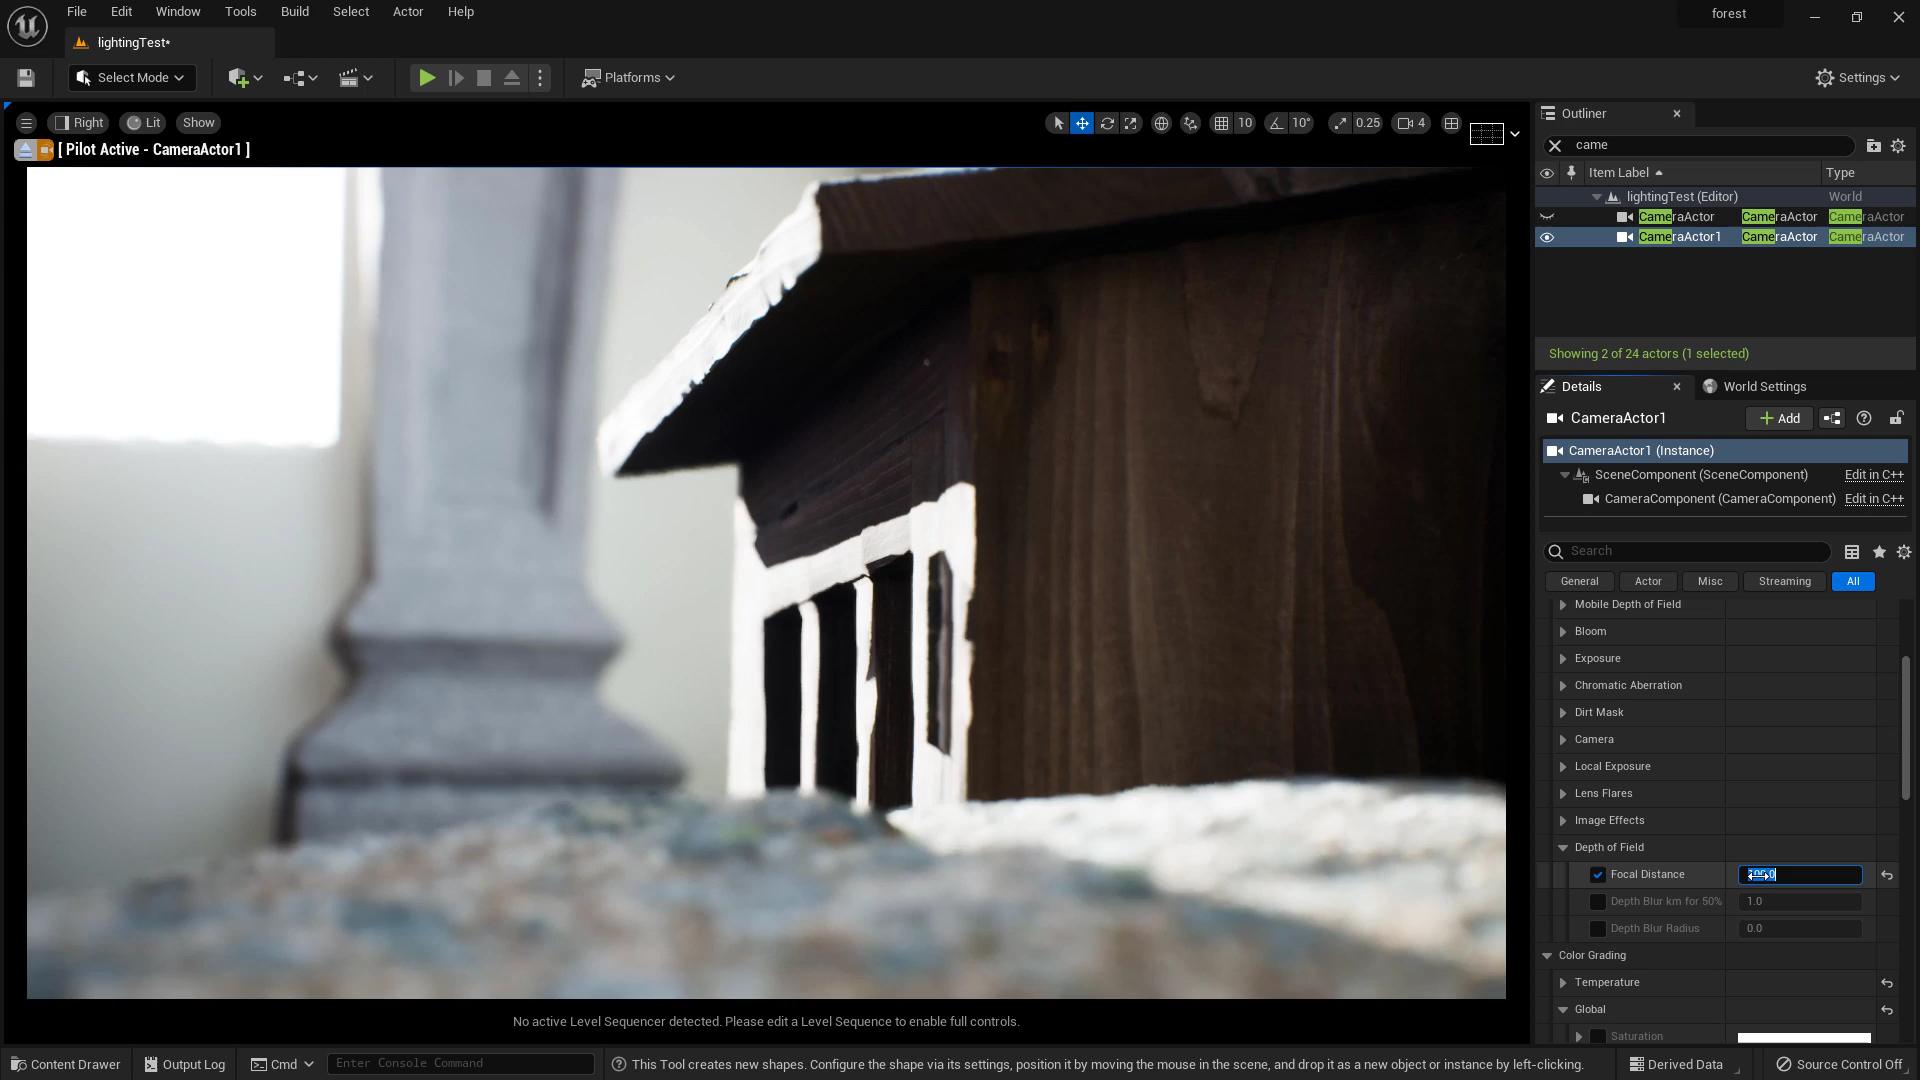 File Edit Window Tools Build Select Actor Help
forest
lightingTest*
Select Mode
Platforms
Settings
Right Lit Show
10 10° 0.25 4
[ Pilot Active - CameraActor1 ]
No active Level Sequencer detected. Please edit a Level Sequence to enable full controls.
Outliner
came
Item Label Type
lightingTest (Editor) World
CameraActor CameraActor CameraActor
CameraActor1 CameraActor CameraActor
Showing 2 of 24 actors (1 selected)
Details World Settings
CameraActor1 Add
CameraActor1 (Instance)
SceneComponent (SceneComponent) Edit in C++
CameraComponent (CameraComponent) Edit in C++
Search
General Actor Misc Streaming All
Mobile Depth of Field
Bloom
Exposure
Chromatic Aberration
Dirt Mask
Camera
Local Exposure
Lens Flares
Image Effects
Depth of Field
Focal Distance
Depth Blur km for 50% 1.0
Depth Blur Radius 0.0
Color Grading
Temperature
Global
Saturation
Content Drawer Output Log Cmd Enter Console Command This Tool creates new shapes. Configure the shape via its settings, position it by moving the mouse in the scene, and drop it as a new object or instance by left-clicking. Derived Data Source Control Off